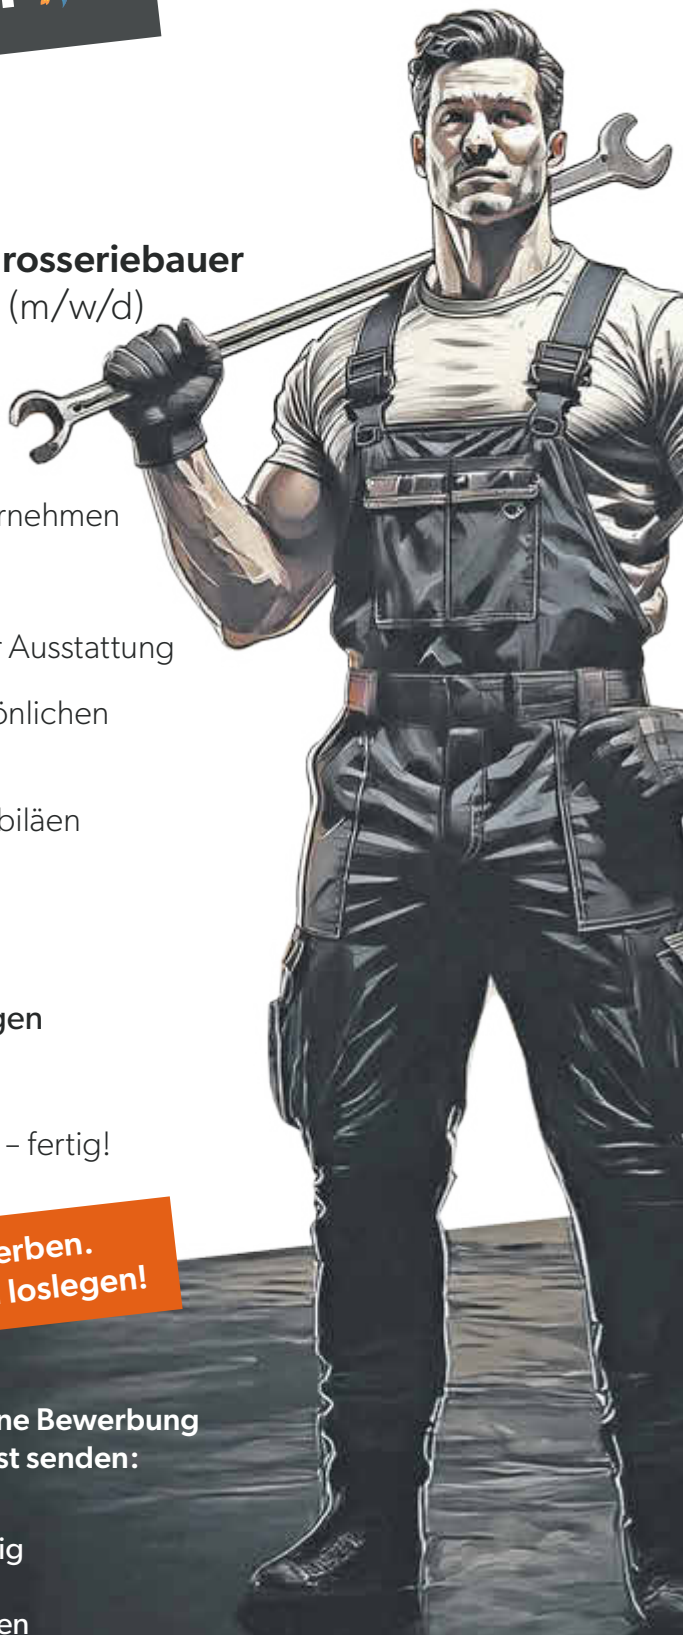 rosseriebauer
(m/w/d)
rnehmen
r Ausstattung
önlichen
biläen
gen
– fertig!
erben.
loslegen!
ne Bewerbung
st senden:
ig
en